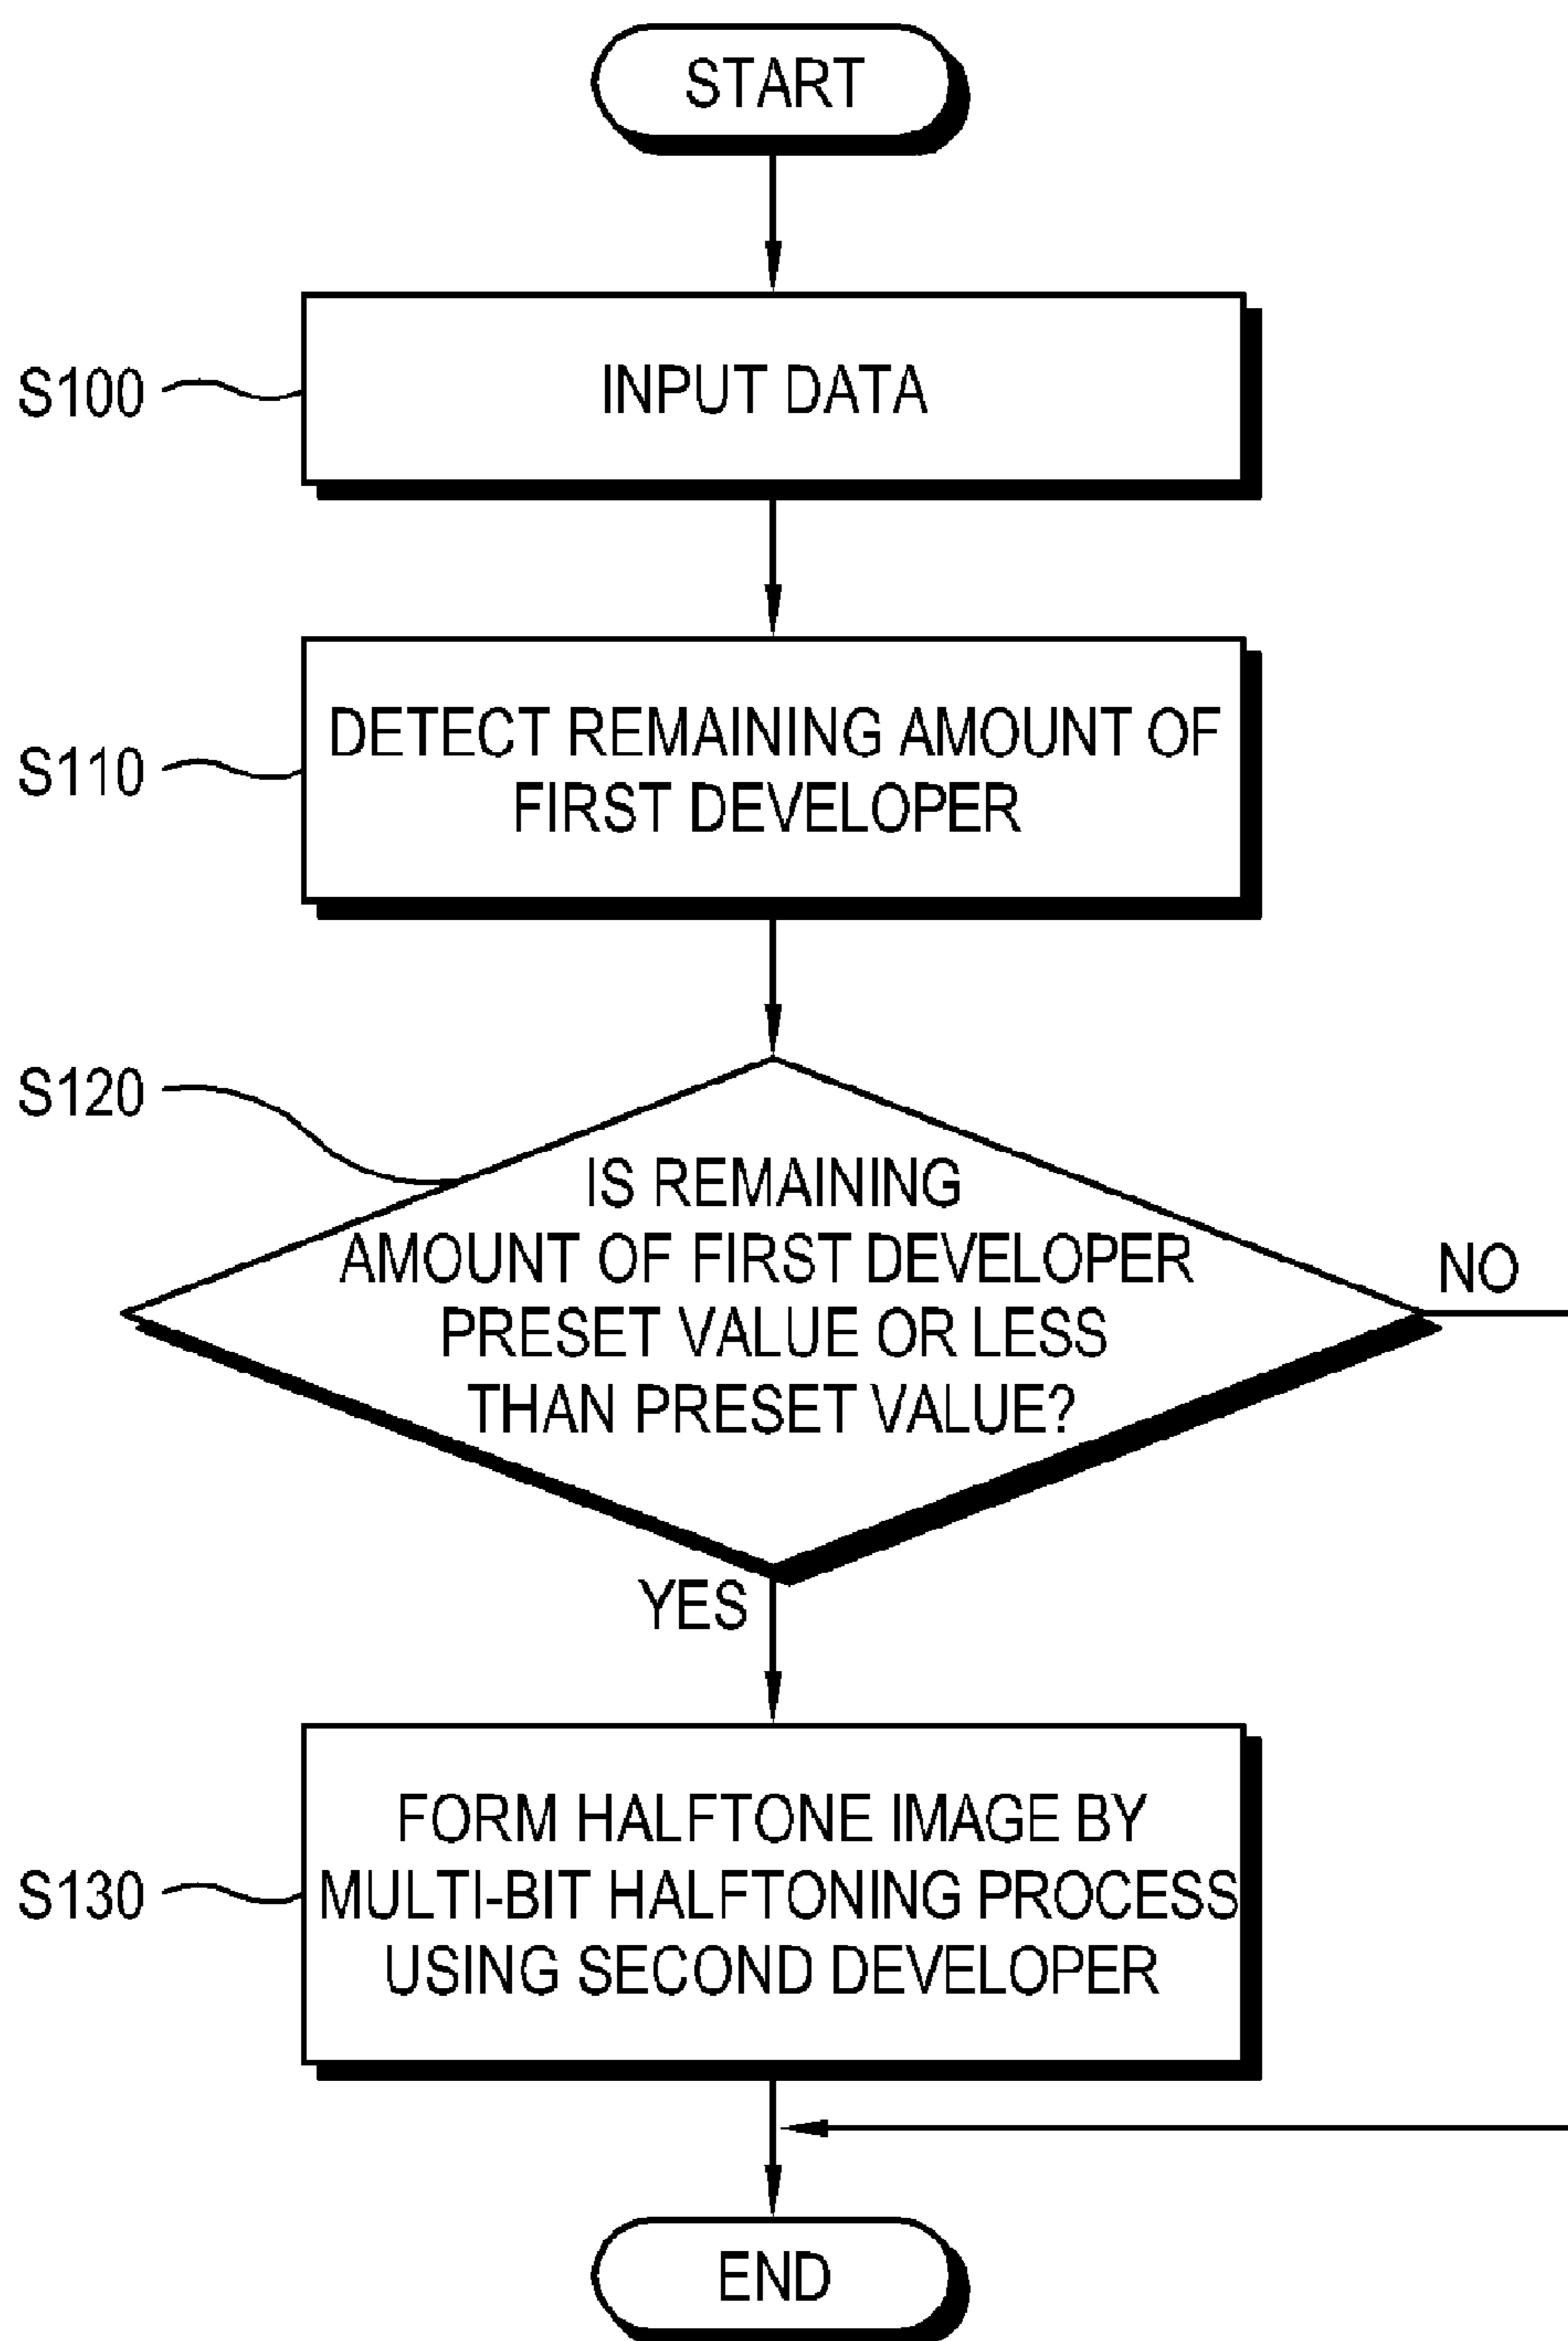 START
S100
INPUT DATA
S110
DETECT REMAINING AMOUNT OF
FIRST DEVELOPER
S120
IS REMAINING
AMOUNT OF FIRST DEVELOPER
PRESET VALUE OR LESS
THAN PRESET VALUE?
NO
YES
S130
FORM HALFTONE IMAGE BY
MULTI-BIT HALFTONING PROCESS
USING SECOND DEVELOPER
END